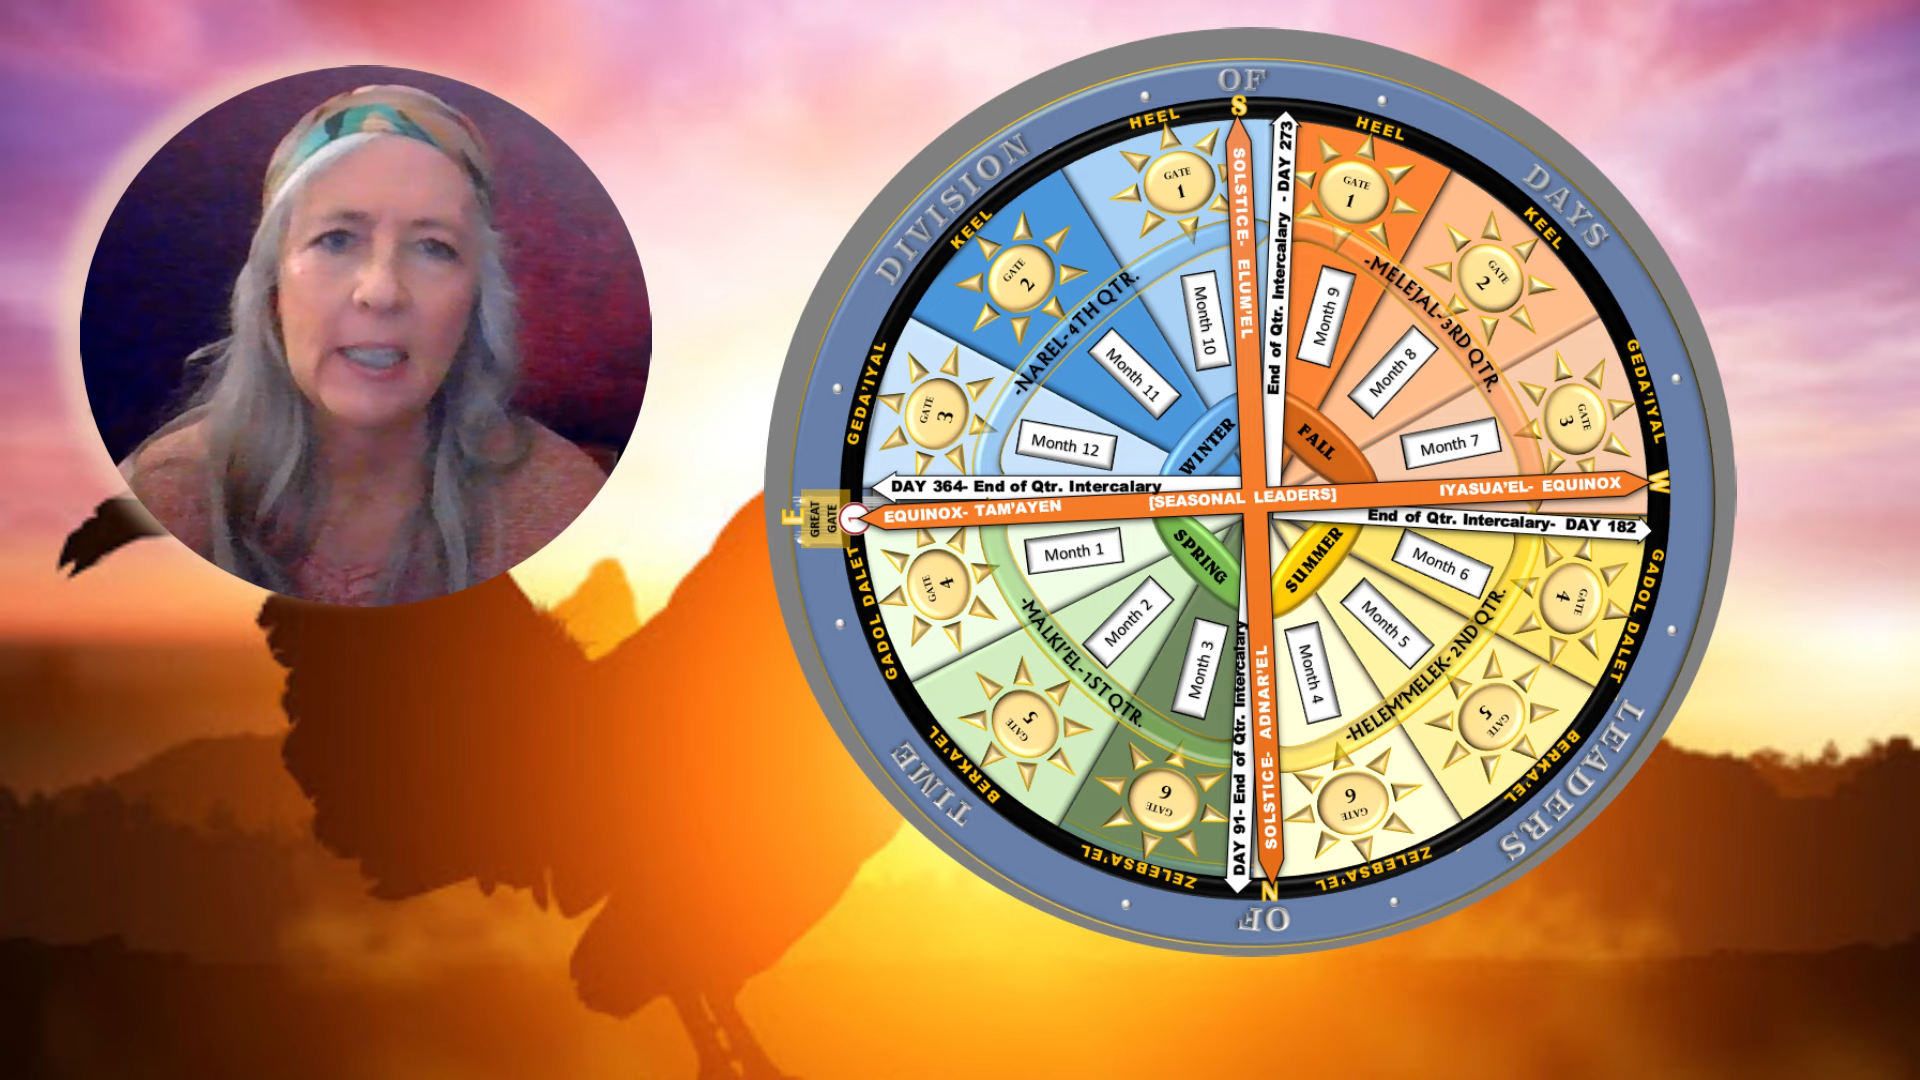 OF
DIVISION
DAYS
TIME
LEADERS
OF
S
W
N
E
GREAT GATE
HEEL
HEEL
KEEL
KEEL
GEDA'IYAL
GEDA'IYAL
GADOL DALET
GADOL DALET
BERKA'EL
BERKA'EL
ZELEBSA'EL
ZELEBSA'EL
GATE 1
GATE 1
GATE 2
GATE 2
GATE 3
GATE 3
GATE 4
GATE 4
GATE 5
GATE 5
GATE 6
GATE 6
-NAREL-4TH QTR.
-MELEJAL-3RD QTR.
-MALKI'EL-1ST QTR.
-HELEM'MELEK-2ND QTR.
Month 10
Month 9
Month 11
Month 8
Month 12
Month 7
Month 1
Month 6
Month 2
Month 5
Month 3
Month 4
WINTER
FALL
SPRING
SUMMER
SOLSTICE- ELUM'EL
End of Qtr. Intercalary - DAY 273
DAY 364- End of Qtr. Intercalary
EQUINOX- TAM'AYEN
[SEASONAL LEADERS]
IYASUA'EL- EQUINOX
End of Qtr. Intercalary- DAY 182
DAY 91- End of Qtr. Intercalary
SOLSTICE- ADNAR'EL